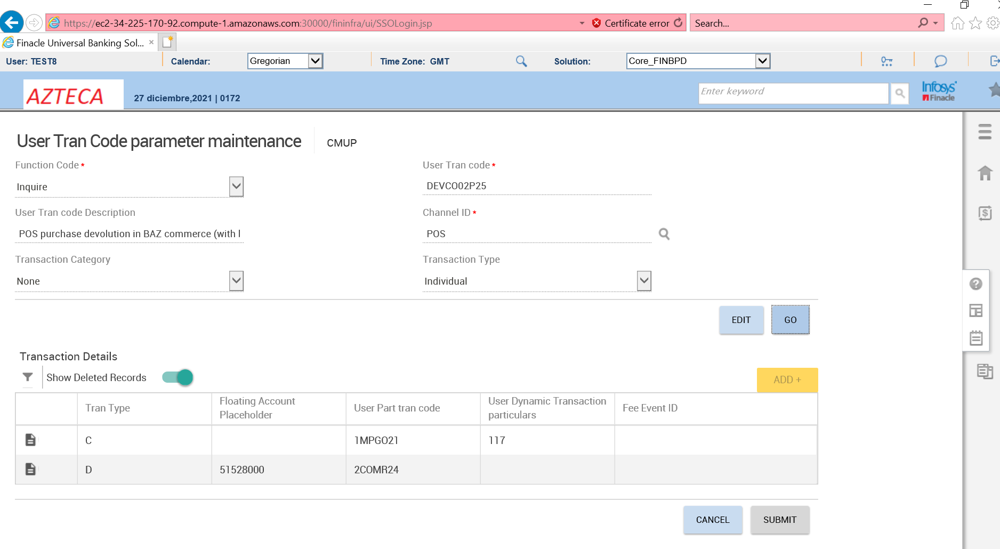 https://ec2-34-225-170-92.compute-1.amazonaws.com:30000/fininfra/ui/SSOLogin.jsp Certificate error Search...
Finacle Universal Banking Sol...
User: TEST8 Calendar: Gregorian Time Zone: GMT Solution: Core_FINBPD
AZTECA 27 diciembre,2021 | 0172 Enter keyword Infosys Finacle
User Tran Code parameter maintenance CMUP
Function Code * User Tran code *
Inquire DEVCO02P25
User Tran code Description Channel ID *
POS purchase devolution in BAZ commerce (with l POS
Transaction Category Transaction Type
None Individual
EDIT GO
Transaction Details
Show Deleted Records ADD +
Tran Type Floating Account Placeholder User Part tran code User Dynamic Transaction particulars Fee Event ID
C 1MPGO21 117
D 51528000 2COMR24
CANCEL SUBMIT